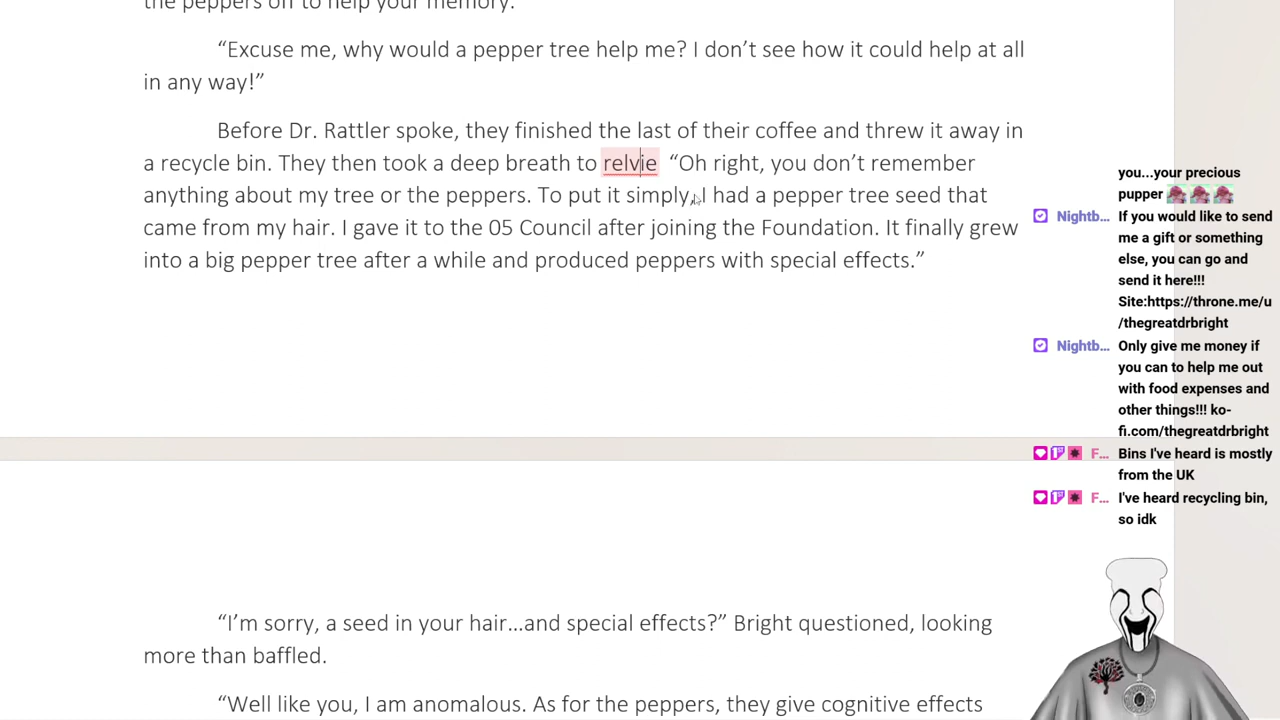 the peppers off to help your memory.
“Excuse me, why would a pepper tree help me? I don’t see how it could help at all
in any way!”
Before Dr. Rattler spoke, they finished the last of their coffee and threw it away in
a recycle bin. They then took a deep breath to relvie “Oh right, you don’t remember
anything about my tree or the peppers. To put it simply, I had a pepper tree seed that
came from my hair. I gave it to the 05 Council after joining the Foundation. It finally grew
into a big pepper tree after a while and produced peppers with special effects.”
“I’m sorry, a seed in your hair…and special effects?” Bright questioned, looking
more than baffled.
“Well like you, I am anomalous. As for the peppers, they give cognitive effects
you...your precious
pupper
Nightb... If you would like to send
me a gift or something
else, you can go and
send it here!!!
Site:https://throne.me/u
/thegreatdrbright
Nightb... Only give me money if
you can to help me out
with food expenses and
other things!!! ko-
fi.com/thegreatdrbright
F... Bins I've heard is mostly
from the UK
F... I've heard recycling bin,
so idk